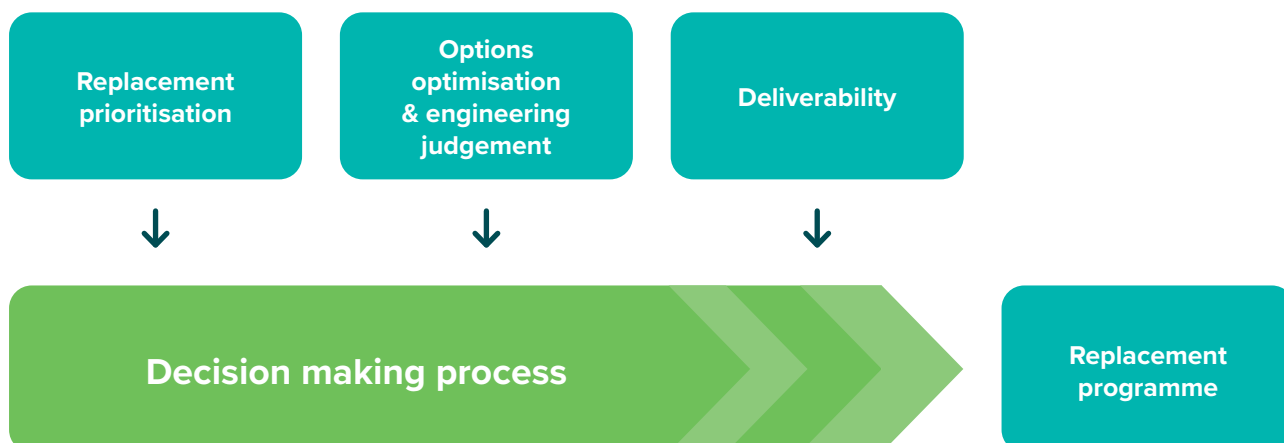 Replacement
prioritisation
Options
optimisation
& engineering
judgement
Deliverability
Decision making process
Replacement
programme